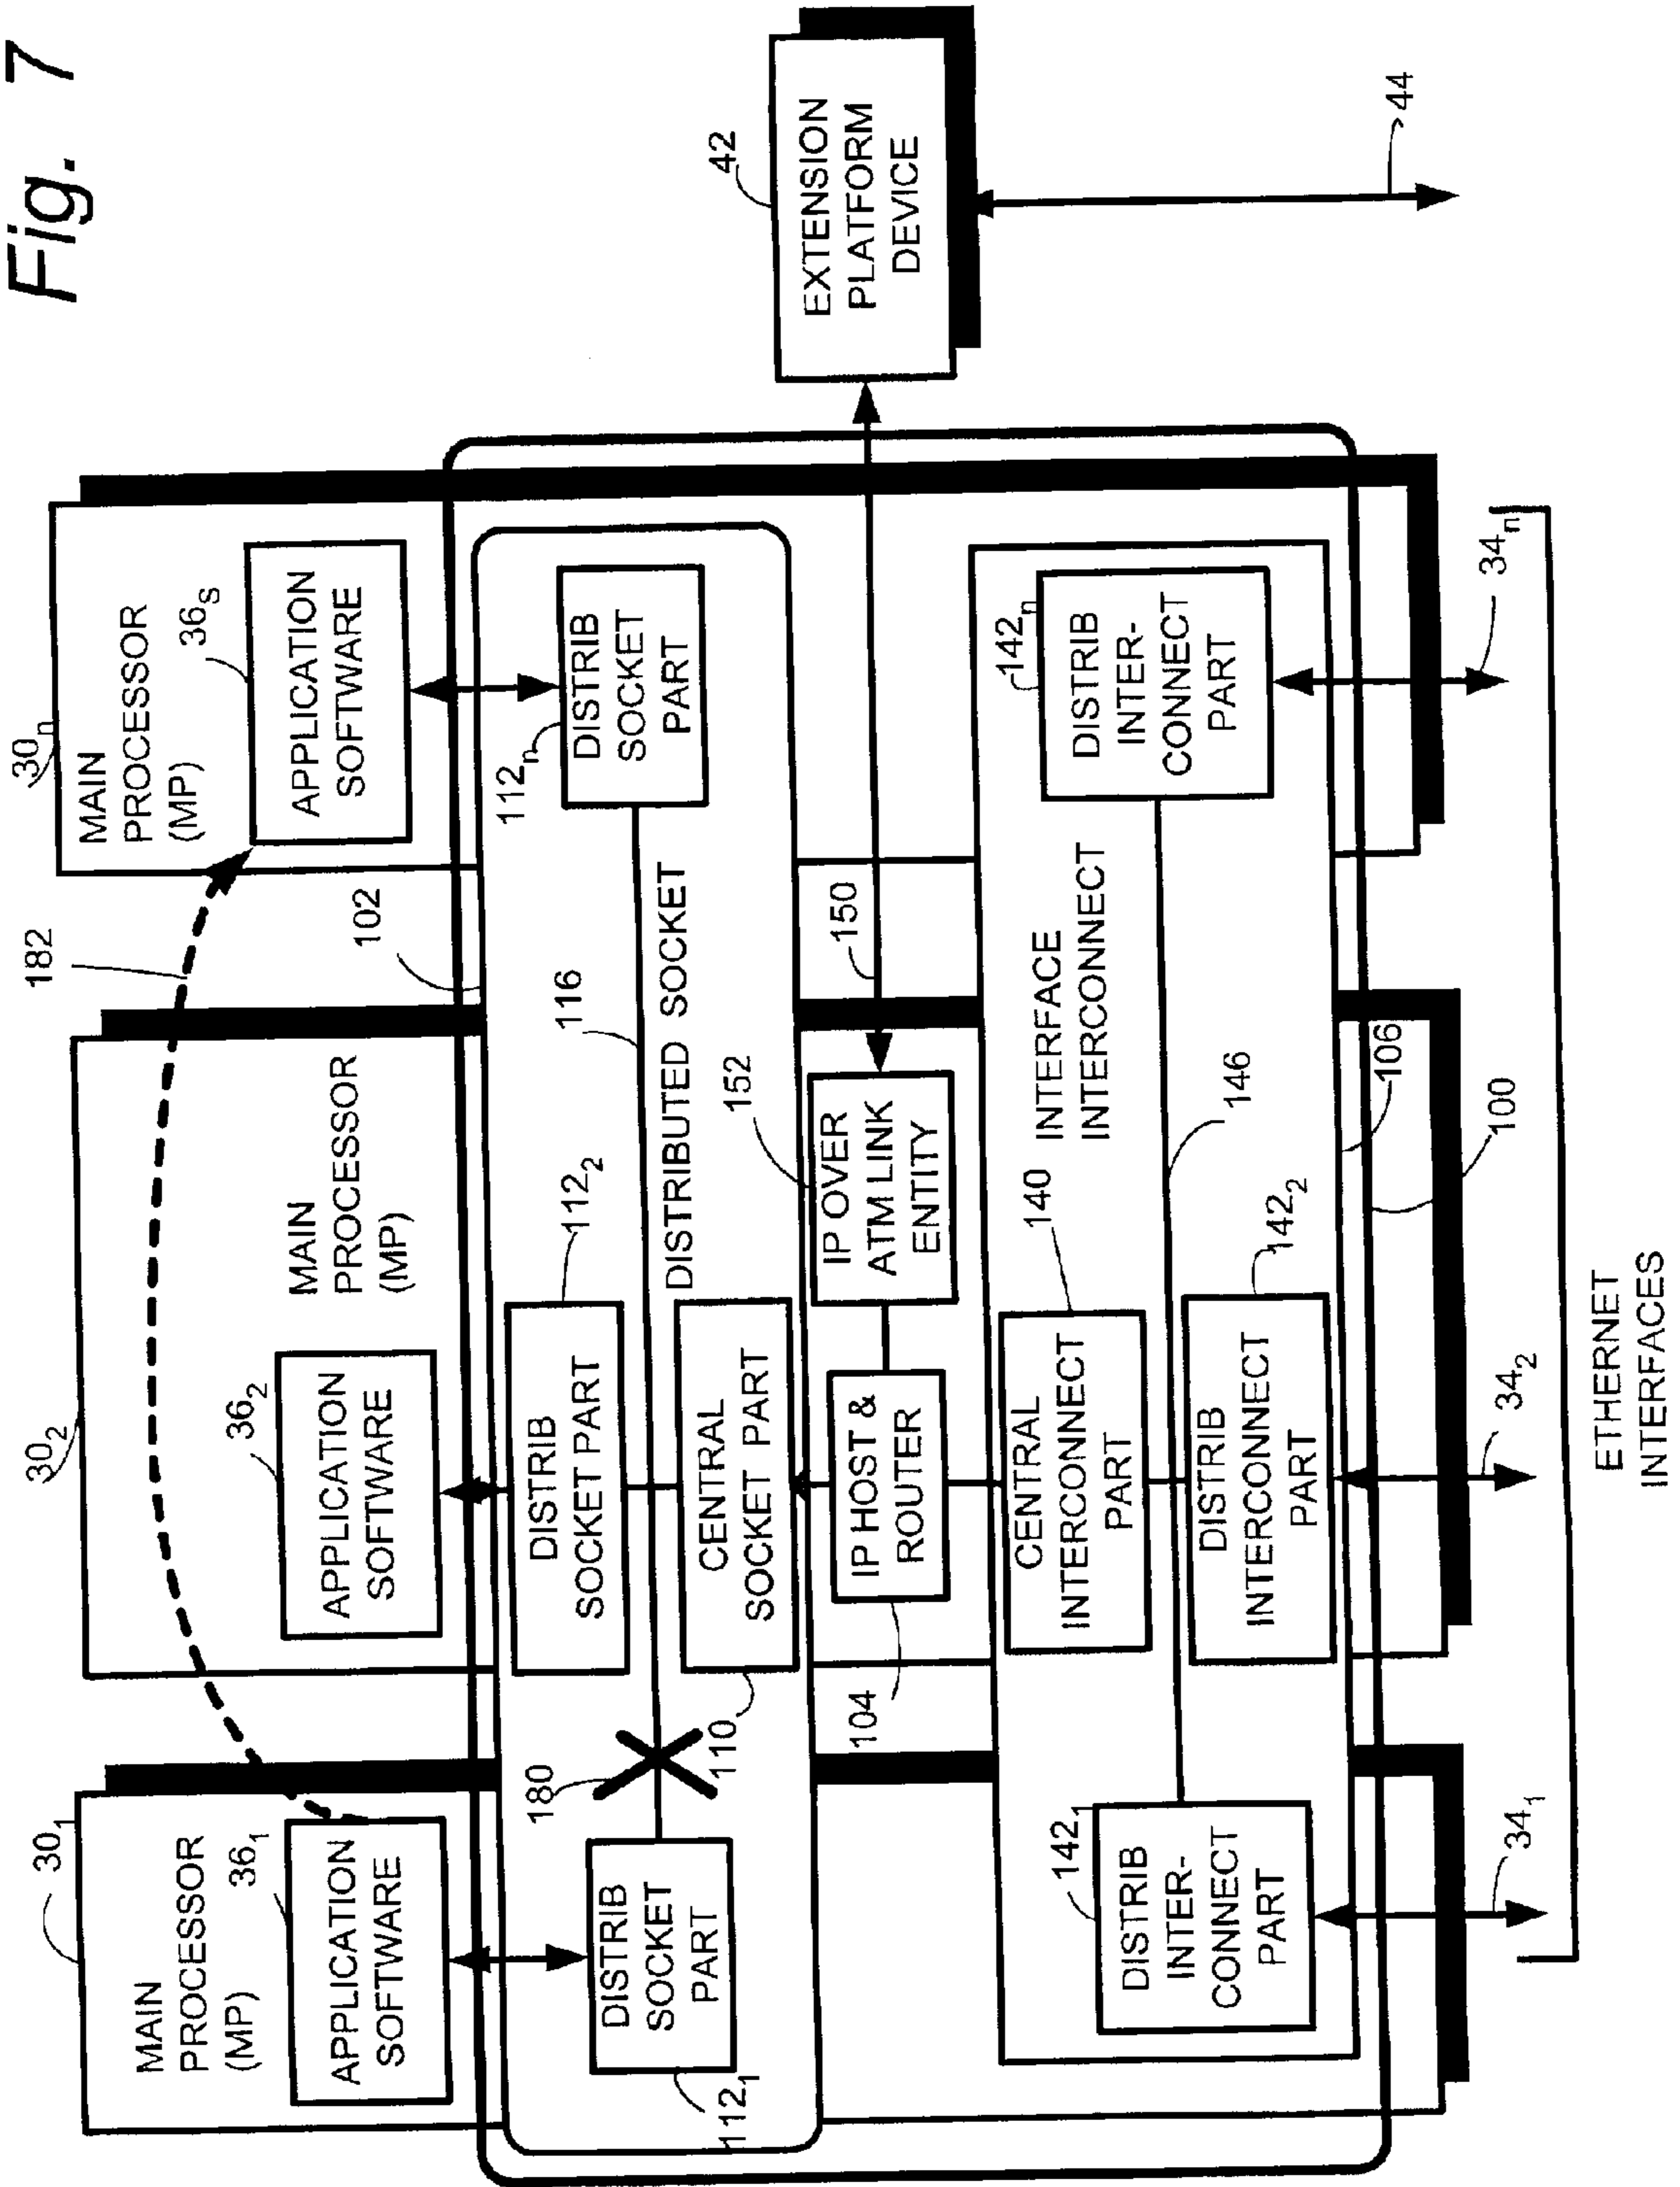 Fig. 7
30₁
MAIN
PROCESSOR
(MP)
36₁
APPLICATION
SOFTWARE
30₂
MAIN
PROCESSOR
(MP)
36₂
APPLICATION
SOFTWARE
182
30ₙ
MAIN
PROCESSOR
(MP)
36S
APPLICATION
SOFTWARE
102
112₁
DISTRIB
SOCKET
PART
180
110
DISTRIB
SOCKET PART
112₂
CENTRAL
SOCKET PART
116
DISTRIBUTED SOCKET
112ₙ
DISTRIB
SOCKET
PART
104
IP HOST &
ROUTER
152
IP OVER
ATM LINK
ENTITY
150
42
EXTENSION
PLATFORM
DEVICE
44
142₁
DISTRIB
INTER-
CONNECT
PART
140
CENTRAL
INTERCONNECT
PART
DISTRIB
INTERCONNECT
PART
142₂
146
INTERFACE
INTERCONNECT
142ₙ
DISTRIB
INTER-
CONNECT
PART
106
100
34₁
34₂
34ₙ
ETHERNET
INTERFACES